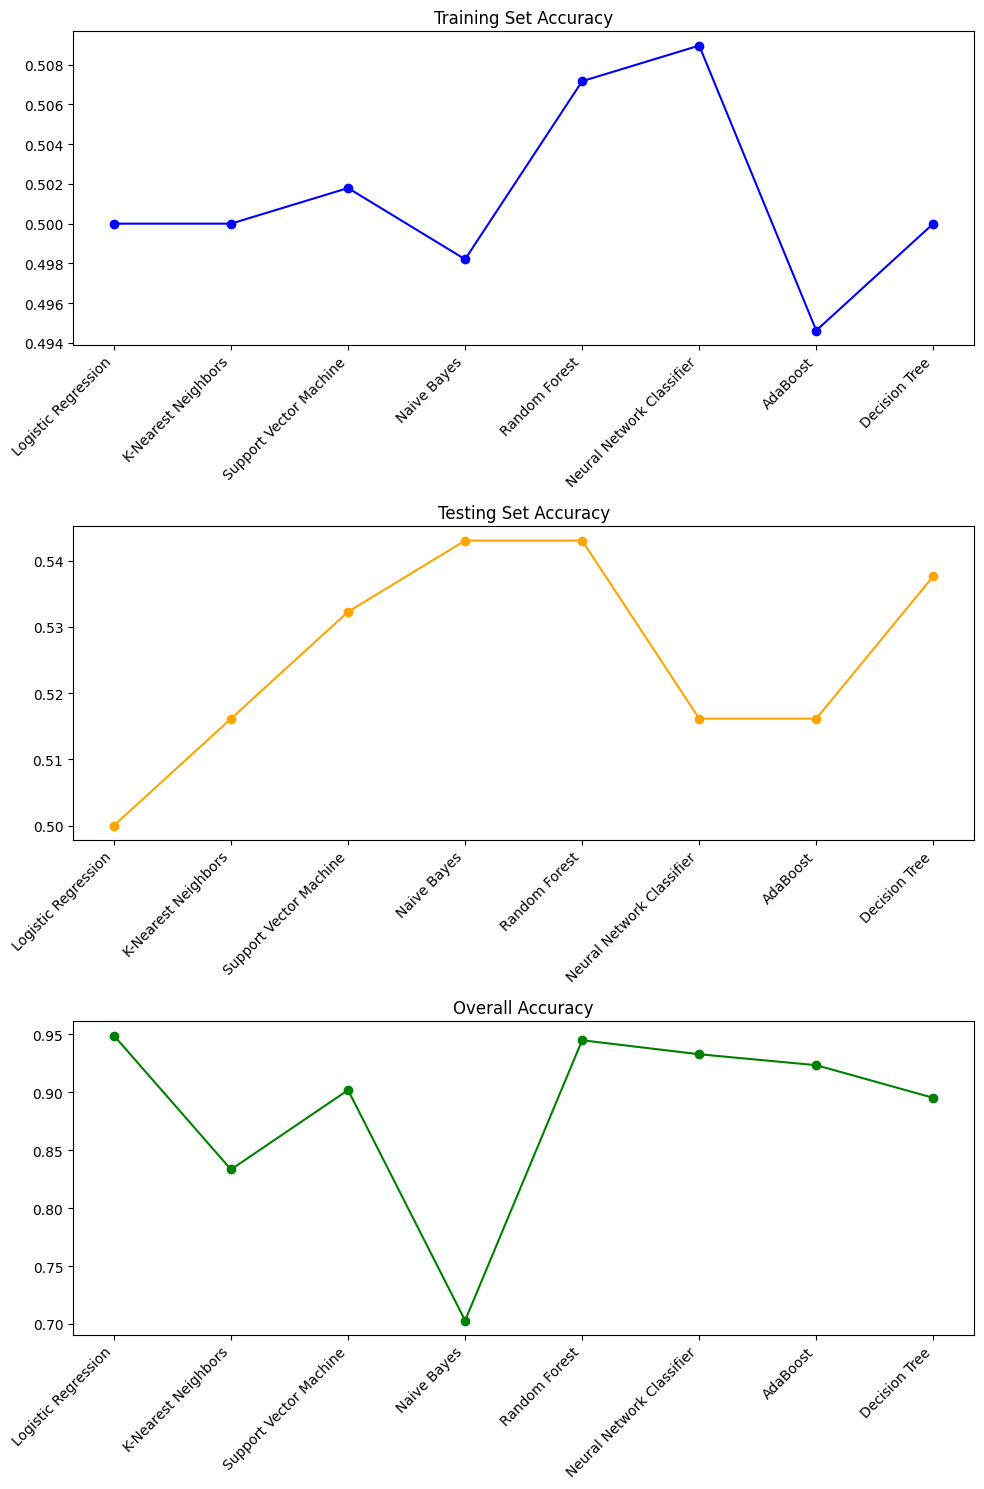 Training Set Accuracy
0.508
0.506
0.504
0.502
0.500
0.498
0.496
0.494
Logistic Regression
K-Nearest Neighbors
Support Vector Machine
Naive Bayes
Random Forest
Neural Network Classifier
AdaBoost
Decision Tree
Testing Set Accuracy
0.54
0.53
0.52
0.51
0.50
Logistic Regression
K-Nearest Neighbors
Support Vector Machine
Naive Bayes
Random Forest
Neural Network Classifier
AdaBoost
Decision Tree
Overall Accuracy
0.95
0.90
0.85
0.80
0.75
0.70
Logistic Regression
K-Nearest Neighbors
Support Vector Machine
Naive Bayes
Random Forest
Neural Network Classifier
AdaBoost
Decision Tree